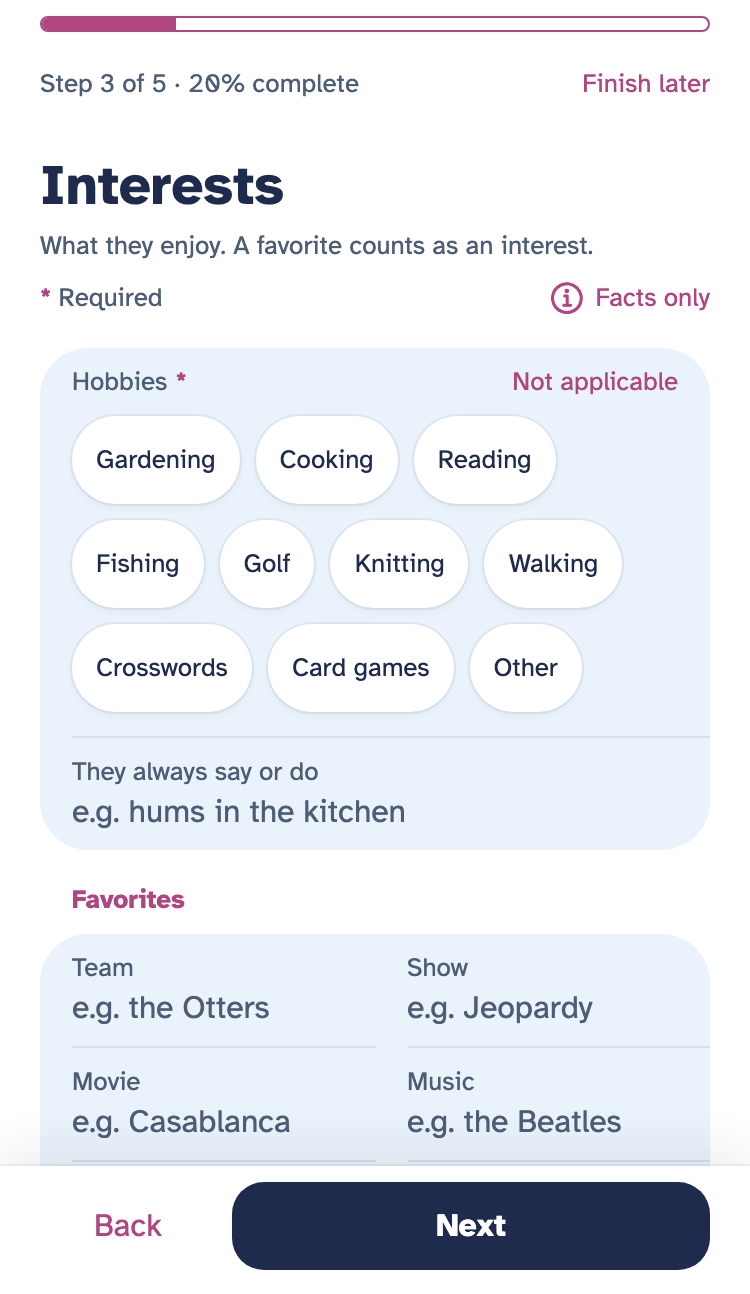 Step 3 of 5 · 20% complete Finish later
Interests
What they enjoy. A favorite counts as an interest.
* Required Facts only
Hobbies * Not applicable
Gardening Cooking Reading
Fishing Golf Knitting Walking
Crosswords Card games Other
They always say or do
e.g. hums in the kitchen
Favorites
Team Show
e.g. the Otters e.g. Jeopardy
Movie Music
e.g. Casablanca e.g. the Beatles
Back Next